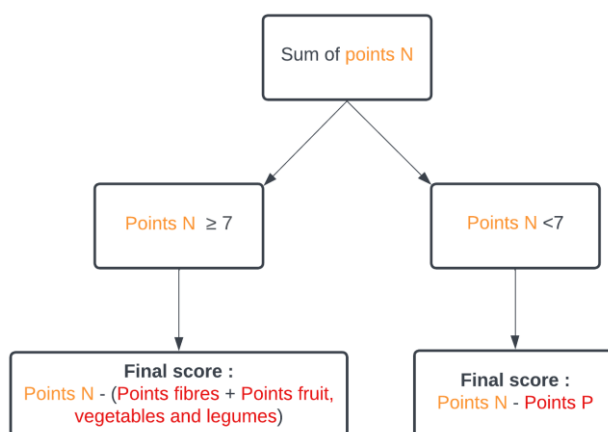 Sum of points N
Points N ≥ 7
Points N <7
Final score :
Points N - (Points fibres + Points fruit,
vegetables and legumes)
Final score :
Points N - Points P